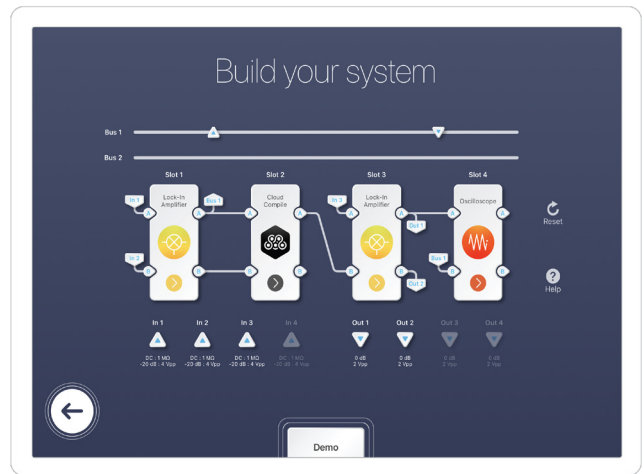 Build your system
Bus 1
Bus 2
Slot 1
Slot 2
Slot 3
Slot 4
Lock-In
Amplifier
Cloud
Compile
Lock-In
Amplifier
Oscilloscope
In 1
Bus 1
In 3
A
A
A
A
A
A
A
A
Out 1
In 2
Bus 1
B
B
B
B
B
B
B
B
Out 2
Reset
?
Help
In 1
In 2
In 3
In 4
Out 1
Out 2
Out 3
Out 4
DC : 1 MΩ
-20 dB : 4 Vpp
DC : 1 MΩ
-20 dB : 4 Vpp
DC : 1 MΩ
-20 dB : 4 Vpp
DC : 1 MΩ
-20 dB : 4 Vpp
0 dB
2 Vpp
0 dB
2 Vpp
0 dB
2 Vpp
0 dB
2 Vpp
Demo